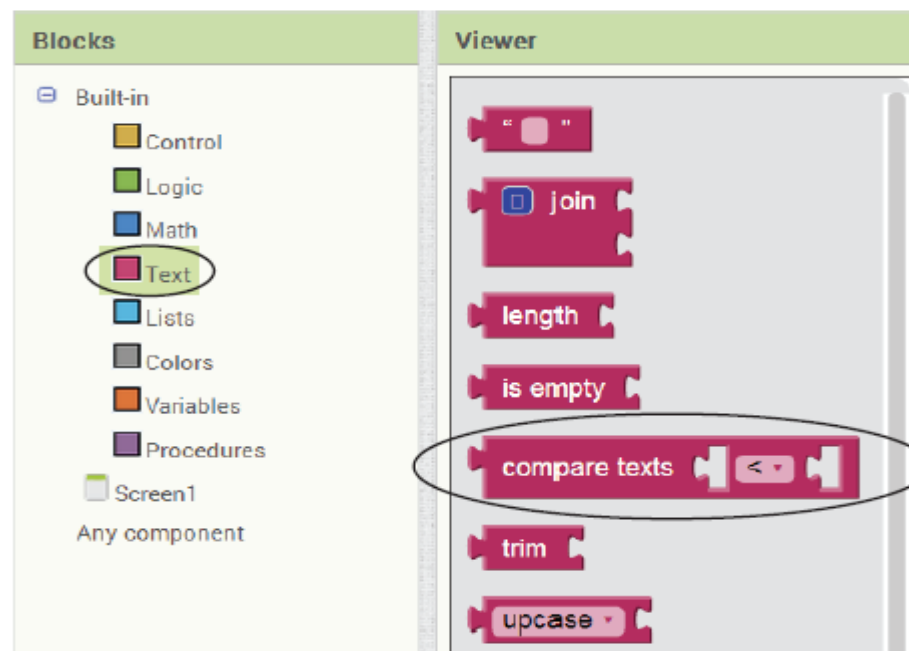 Blocks
Built-in
Control
Logic
Math
Text
Lists
Colors
Variables
Procedures
Screen1
Any component
Viewer
“ ”
join
length
is empty
compare texts <
trim
upcase